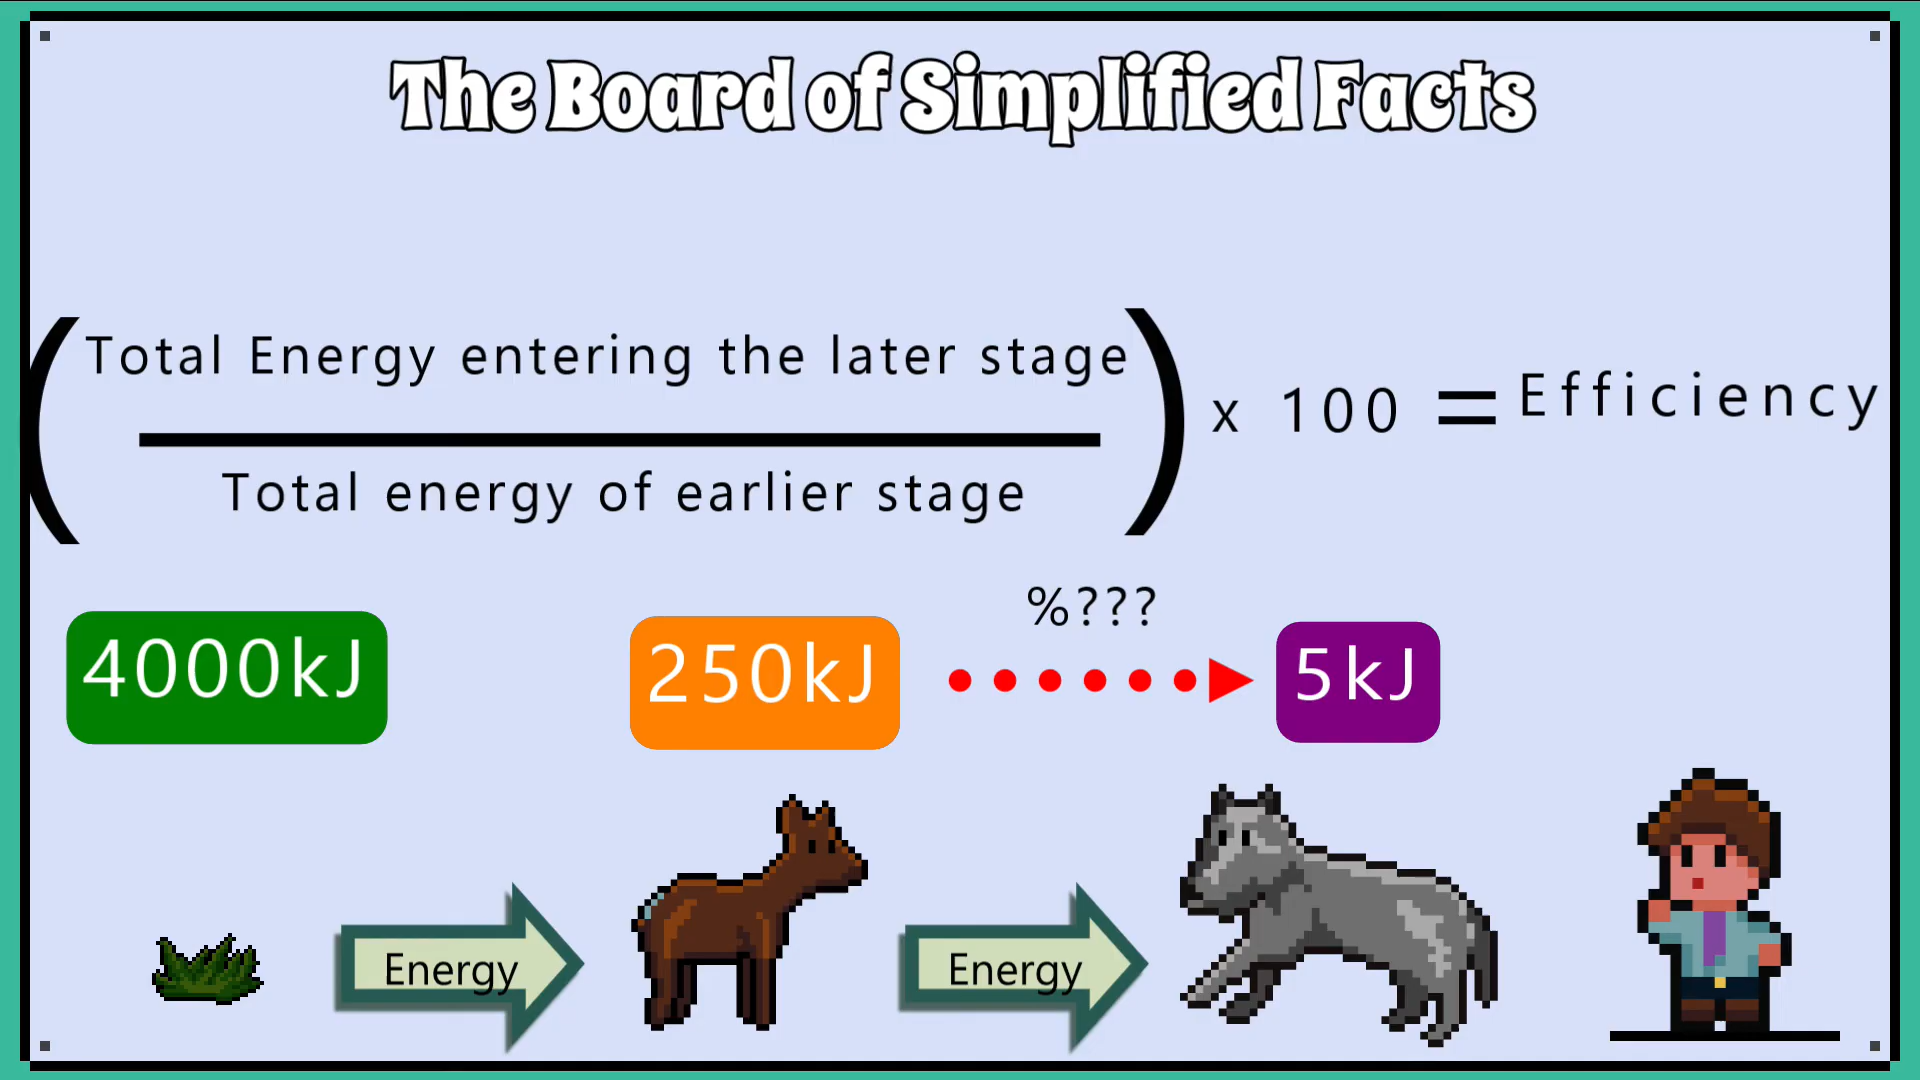 The Board of Simplified Facts
(Total Energy entering the later stage) x 100 = Efficiency
Total energy of earlier stage
%???
4000kJ
250kJ
5kJ
Energy
Energy